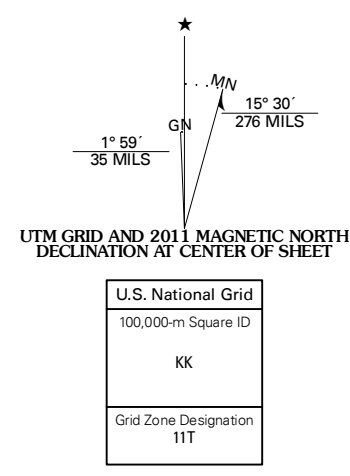 ★
MN
GN
15° 30´
276 MILS
1° 59´
35 MILS
UTM GRID AND 2011 MAGNETIC NORTH
DECLINATION AT CENTER OF SHEET
U.S. National Grid
100,000-m Square ID
KK
Grid Zone Designation
11T